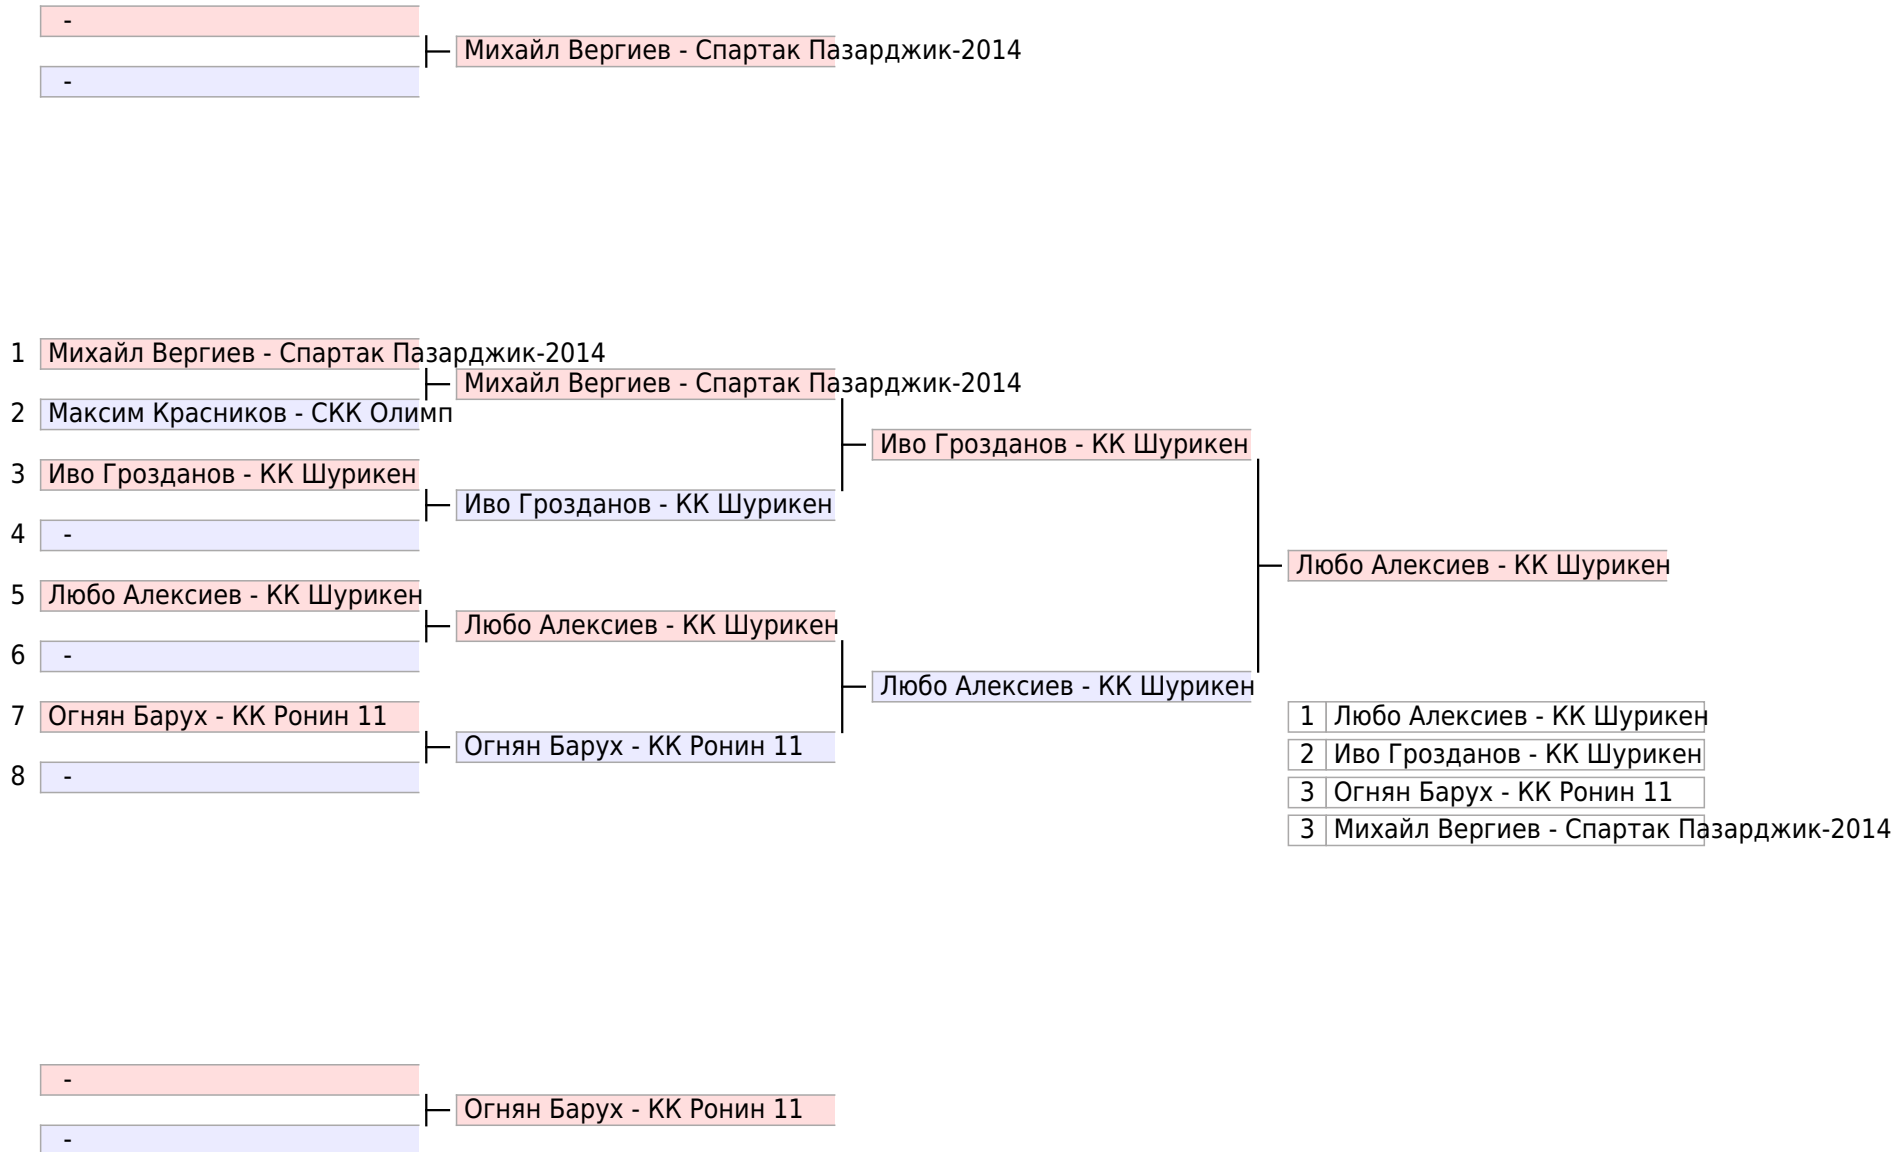 -
Михайл Вергиев - Спартак Пазарджик-2014
-
1 Михайл Вергиев - Спартак Пазарджик-2014
Михайл Вергиев - Спартак Пазарджик-2014
2 Максим Красников - СКК Олимп
Иво Грозданов - КК Шурикен
3 Иво Грозданов - КК Шурикен
Иво Грозданов - КК Шурикен
4 -
Любо Алексиев - КК Шурикен
5 Любо Алексиев - КК Шурикен
Любо Алексиев - КК Шурикен
6 -
Любо Алексиев - КК Шурикен
7 Огнян Барух - КК Ронин 11
Огнян Барух - КК Ронин 11
8 -
1 Любо Алексиев - КК Шурикен
2 Иво Грозданов - КК Шурикен
3 Огнян Барух - КК Ронин 11
3 Михайл Вергиев - Спартак Пазарджик-2014
-
Огнян Барух - КК Ронин 11
-